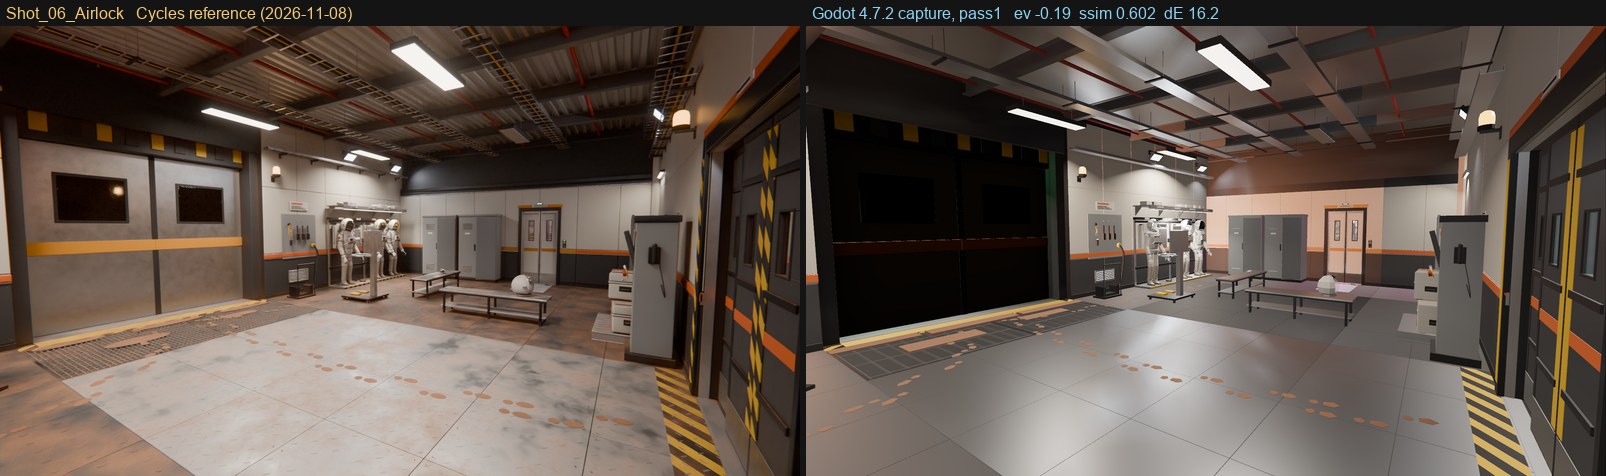 Shot_06_Airlock Cycles reference (2026-11-08)
Godot 4.7.2 capture, pass1 ev -0.19 ssim 0.602 dE 16.2